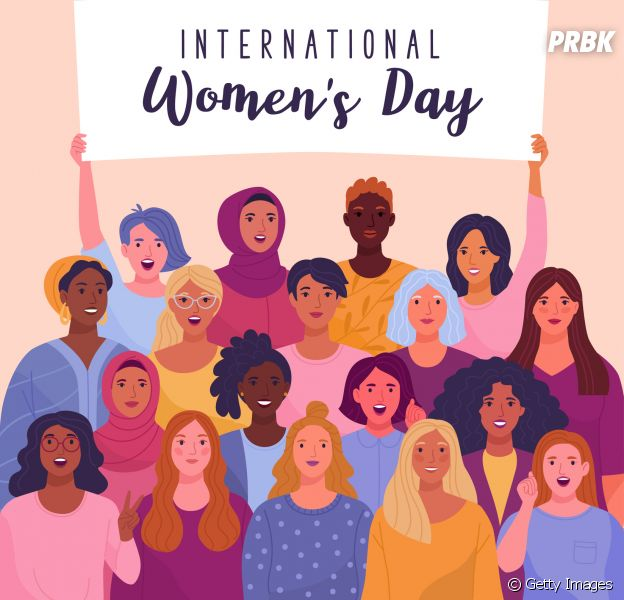 PRBK
INTERNATIONAL
Women's Day
© Getty Images